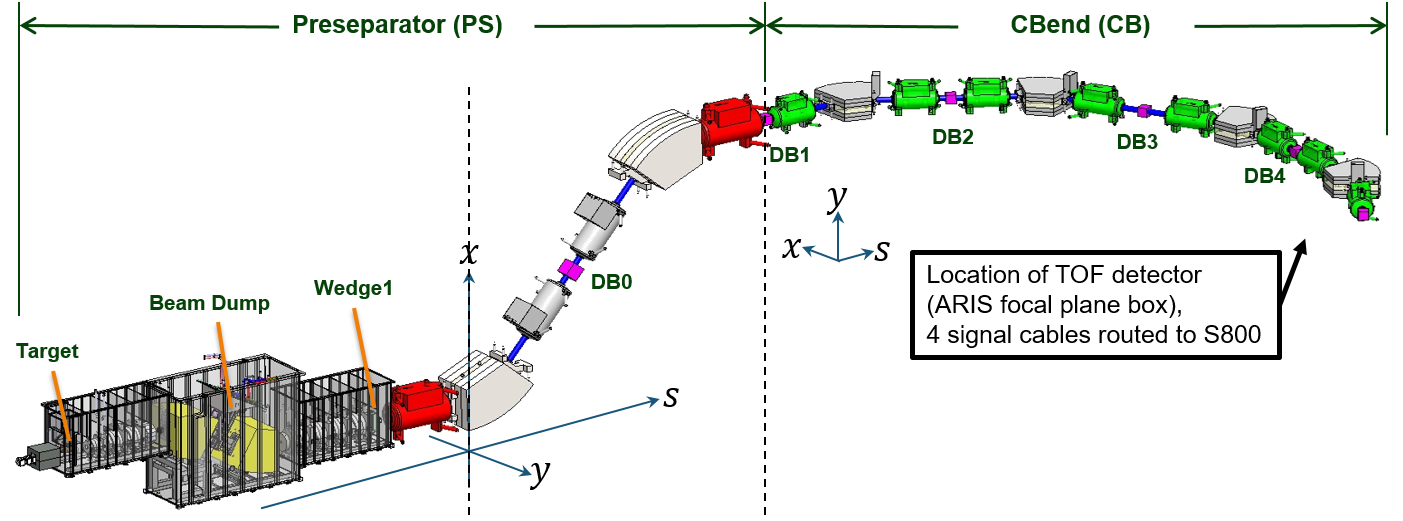 Preseparator (PS)
CBend (CB)
DB1
DB2
DB3
DB4
y
x
s
x
DB0
Wedge1
Beam Dump
Target
s
y
Location of TOF detector
(ARIS focal plane box),
4 signal cables routed to S800